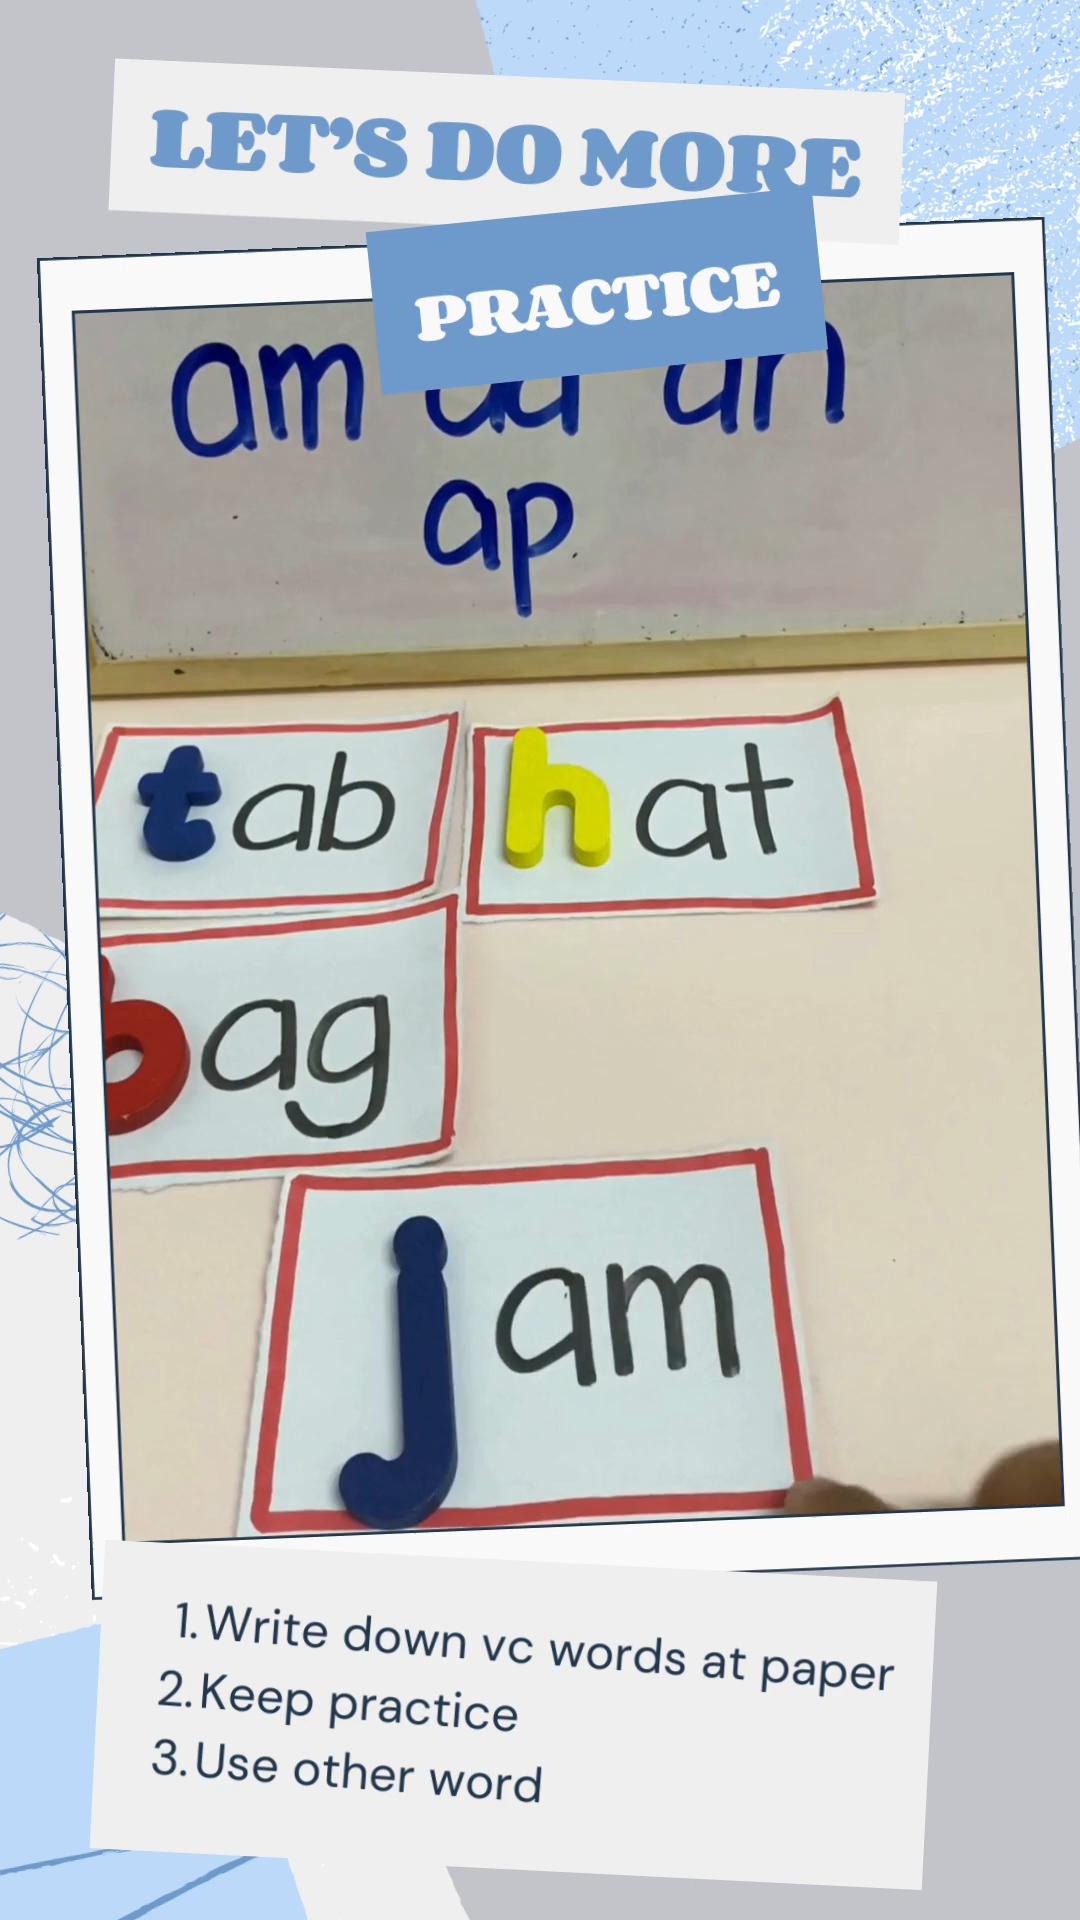 LET'S DO MORE
PRACTICE
am an
ap
tab hat
bag
jam
1. Write down vc words at paper
2. Keep practice
3. Use other word